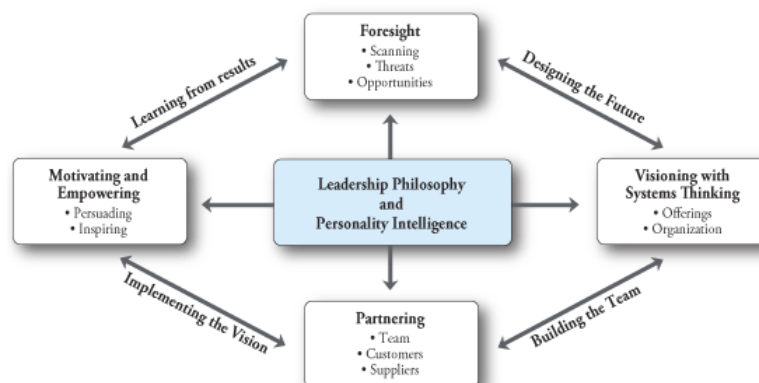 Foresight
• Scanning
• Threats
• Opportunities
Learning from results
Designing the Future
Motivating and
Empowering
• Persuading
• Inspiring
Leadership Philosophy
and
Personality Intelligence
Visioning with
Systems Thinking
• Offerings
• Organization
Implementing the Vision
Building the Team
Partnering
• Team
• Customers
• Suppliers